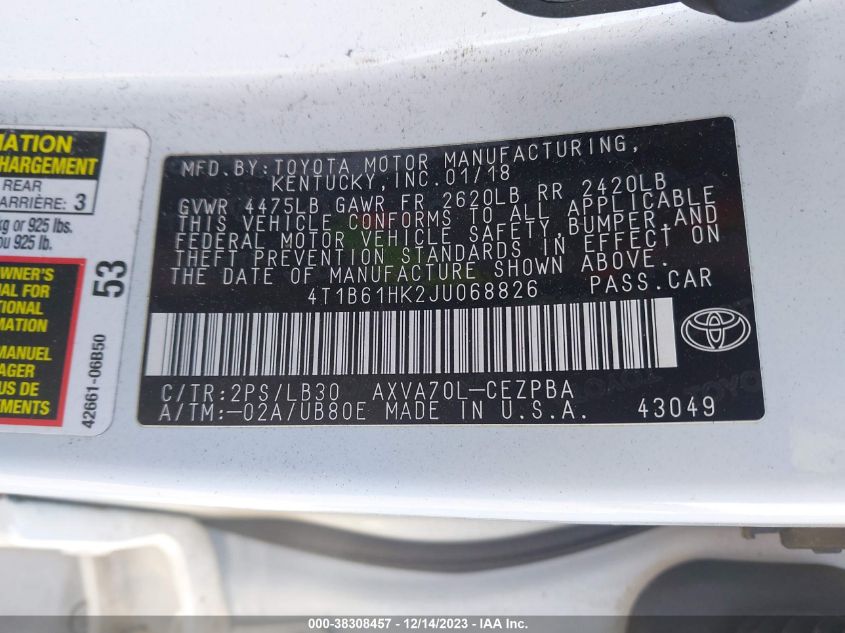 MATION
CHARGEMENT
REAR
ARRIÈRE: 3
kg or 925 lbs.
ou 925 lb.
OWNER'S
AL FOR
TIONAL
MATION
MANUEL
AGER
US
EMENTS
53
42661-06B50
MFD. BY: TOYOTA MOTOR MANUFACTURING,
KENTUCKY, INC. 01/18
GVWR 4475LB GAWR FR 2620LB RR 2420LB
THIS VEHICLE CONFORMS TO ALL APPLICABLE
FEDERAL MOTOR VEHICLE SAFETY, BUMPER, AND
THEFT PREVENTION STANDARDS IN EFFECT ON
THE DATE OF MANUFACTURE SHOWN ABOVE.
4T1B61HK2JU068826 PASS. CAR
C/TR: 2PS/LB30 AXVA70L-CEZPBA
A/TM: -02A/UB80E MADE IN U.S.A. 43049
000-38308457 - 12/14/2023 - IAA Inc.